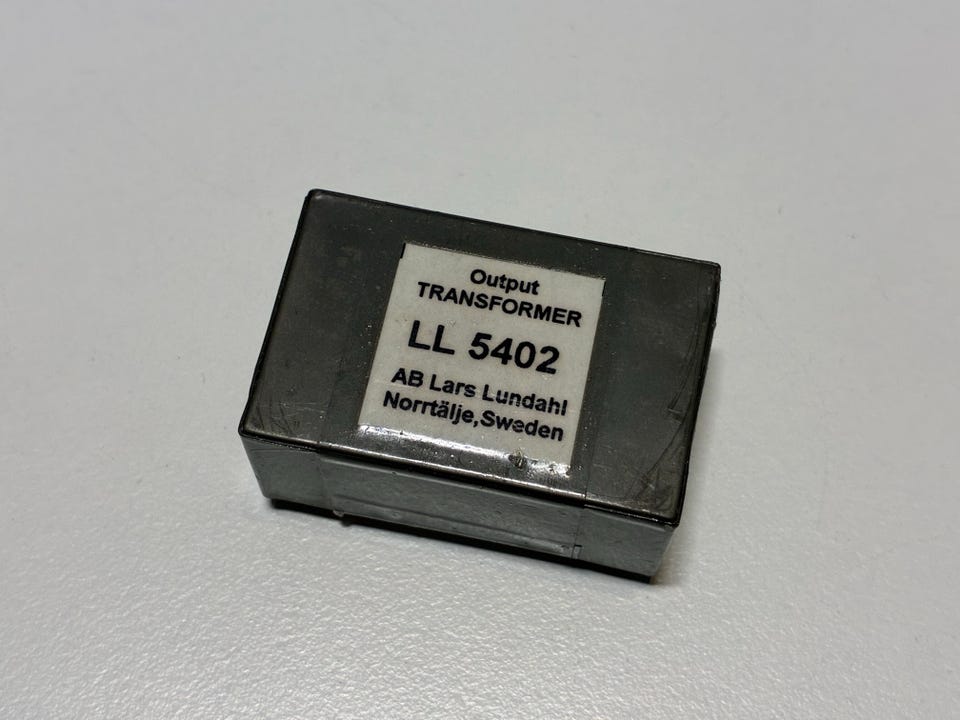 Output
TRANSFORMER
LL 5402
AB Lars Lundahl
Norrtälje,Sweden